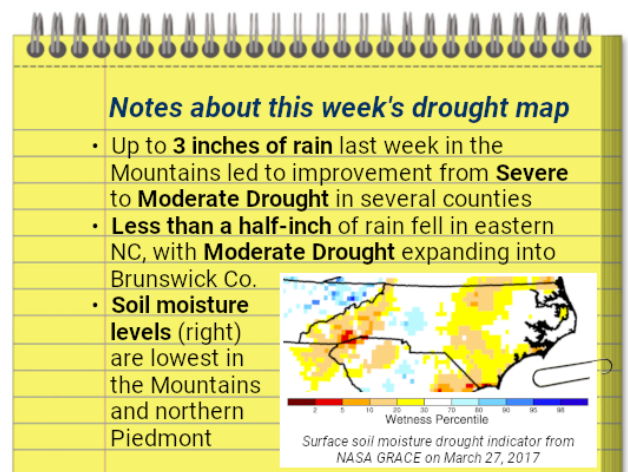 Notes about this week's drought map
• Up to 3 inches of rain last week in the
Mountains led to improvement from Severe
to Moderate Drought in several counties
• Less than a half-inch of rain fell in eastern
NC, with Moderate Drought expanding into
Brunswick Co.
• Soil moisture
levels (right)
are lowest in
the Mountains
and northern
Piedmont
2 5 10 20 30 70 80 90 95 98
Wetness Percentile
Surface soil moisture drought indicator from
NASA GRACE on March 27, 2017